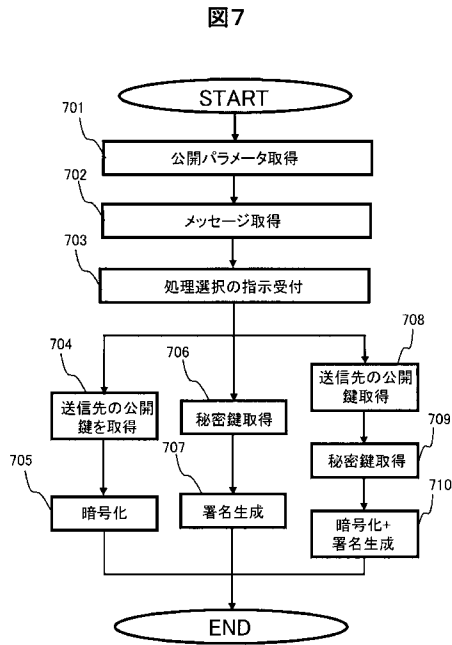 図7
START
701
公開パラメータ取得
702
メッセージ取得
703
処理選択の指示受付
704
送信先の公開
鍵を取得
705
暗号化
706
秘密鍵取得
707
署名生成
708
送信先の公開
鍵取得
709
秘密鍵取得
710
暗号化+
署名生成
END